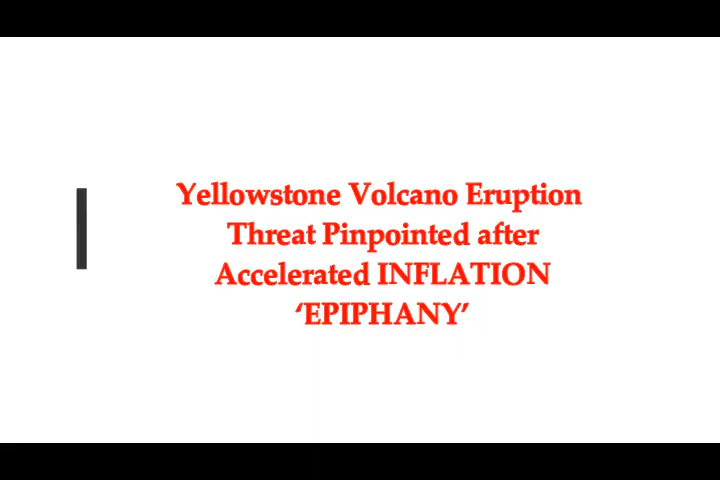 Yellowstone Volcano Eruption
Threat Pinpointed after
Accelerated INFLATION
‘EPIPHANY’